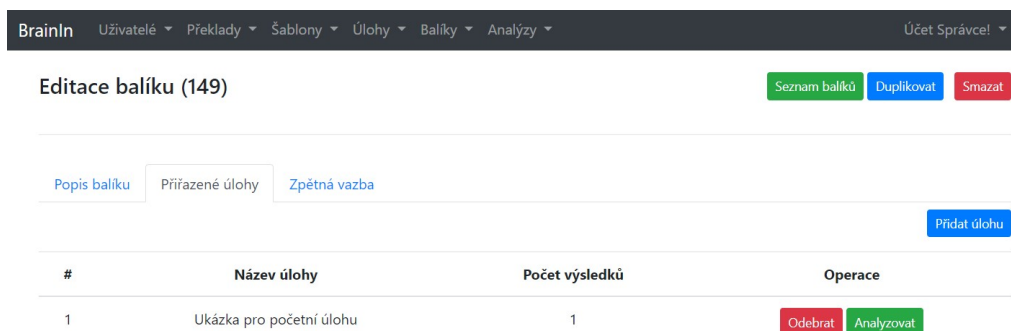 BrainIn Uživatelé Překlady Šablony Úlohy Balíky Analýzy Účet Správce!
Editace balíku (149) Seznam balíků Duplikovat Smazat
Popis balíku Přiřazené úlohy Zpětná vazba
Přidat úlohu
# Název úlohy Počet výsledků Operace
1 Ukázka pro početní úlohu 1 Odebrat Analyzovat